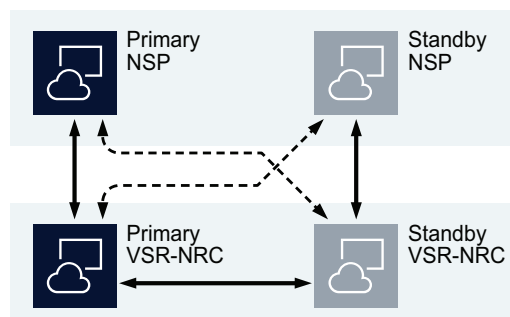 Primary
NSP
Standby
NSP
Primary
VSR-NRC
Standby
VSR-NRC